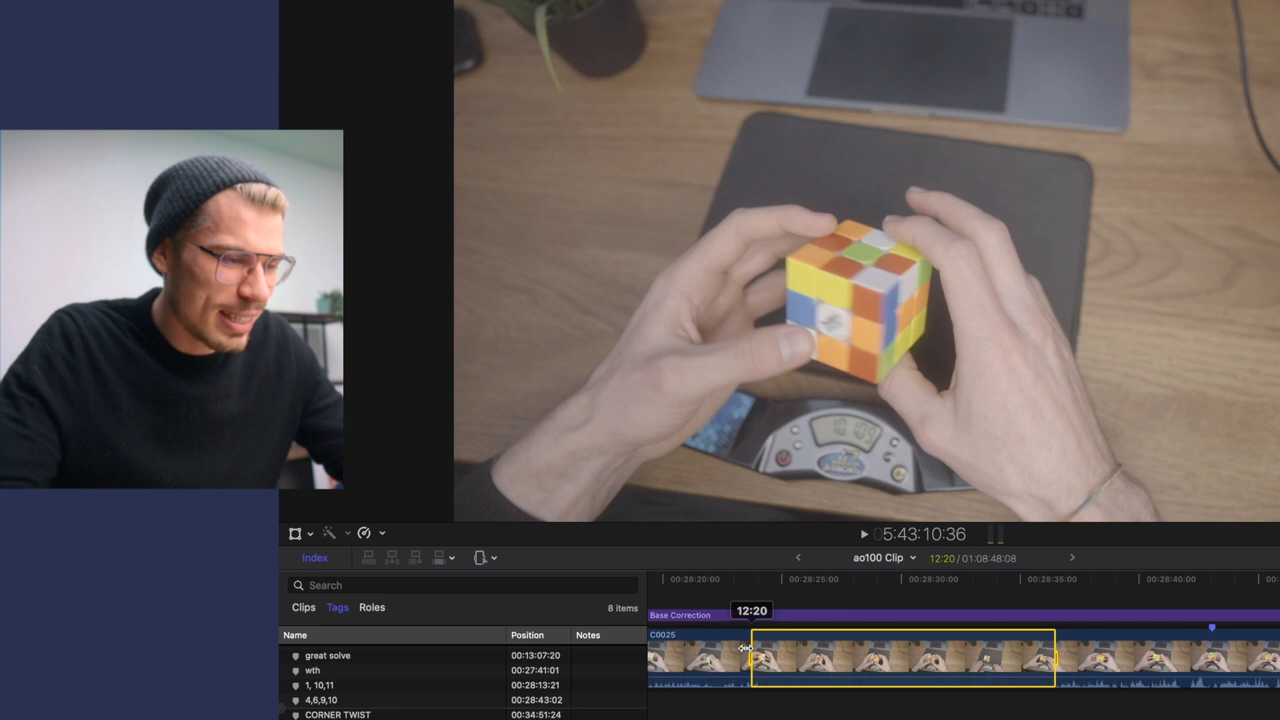 10 109
5:43:10:36
Index
ao100 Clip
12:20 / 01:08:48:08
Search
00:28:20:00
00:28:25:00
00:28:30:00
00:28:35:00
00:28:40:00
Clips
Tags
Roles
8 items
12:20
Base Correction
Name
Position
Notes
C0025
great solve
00:13:07:20
wth
00:27:41:01
1, 10,11
00:28:13:21
4,6,9,10
00:28:43:02
CORNER TWIST
00:34:51:24